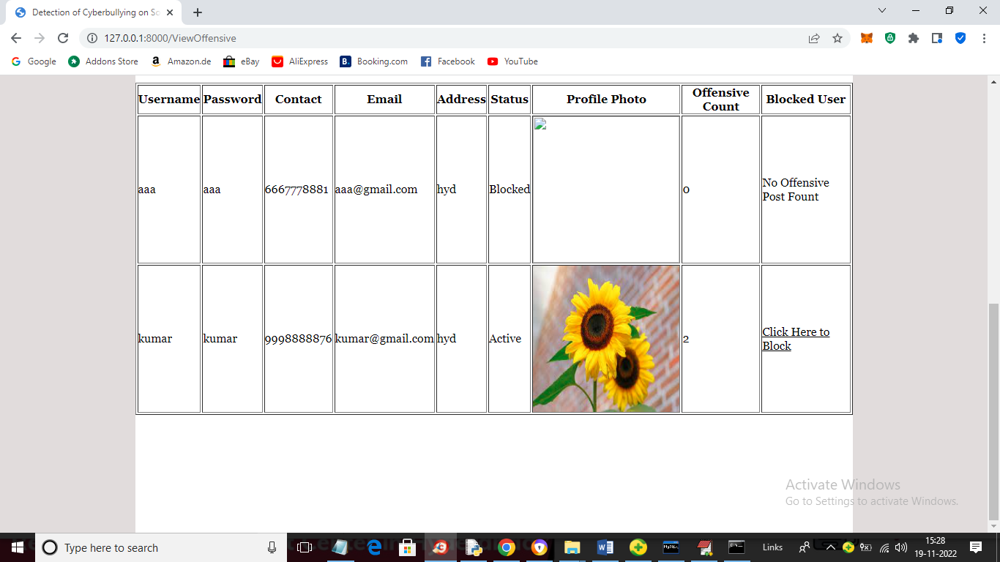 Detection of Cyberbullying on So
127.0.0.1:8000/ViewOffensive
Google Addons Store Amazon.de eBay AliExpress Booking.com Facebook YouTube
Username Password Contact Email Address Status Profile Photo Offensive Count Blocked User
aaa aaa 6667778881 aaa@gmail.com hyd Blocked 0 No Offensive
Post Fount
kumar kumar 9998888876 kumar@gmail.com hyd Active 2 Click Here to
Block
Activate Windows
Go to Settings to activate Windows.
Type here to search
Links
15:28
19-11-2022